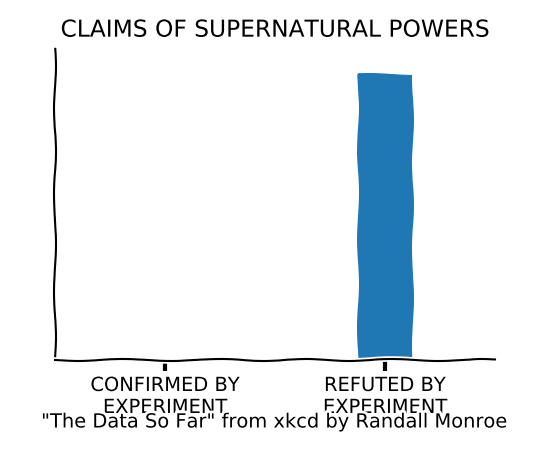 CLAIMS OF SUPERNATURAL POWERS
CONFIRMED BY
EXPERIMENT
REFUTED BY
EXPERIMENT
"The Data So Far" from xkcd by Randall Monroe